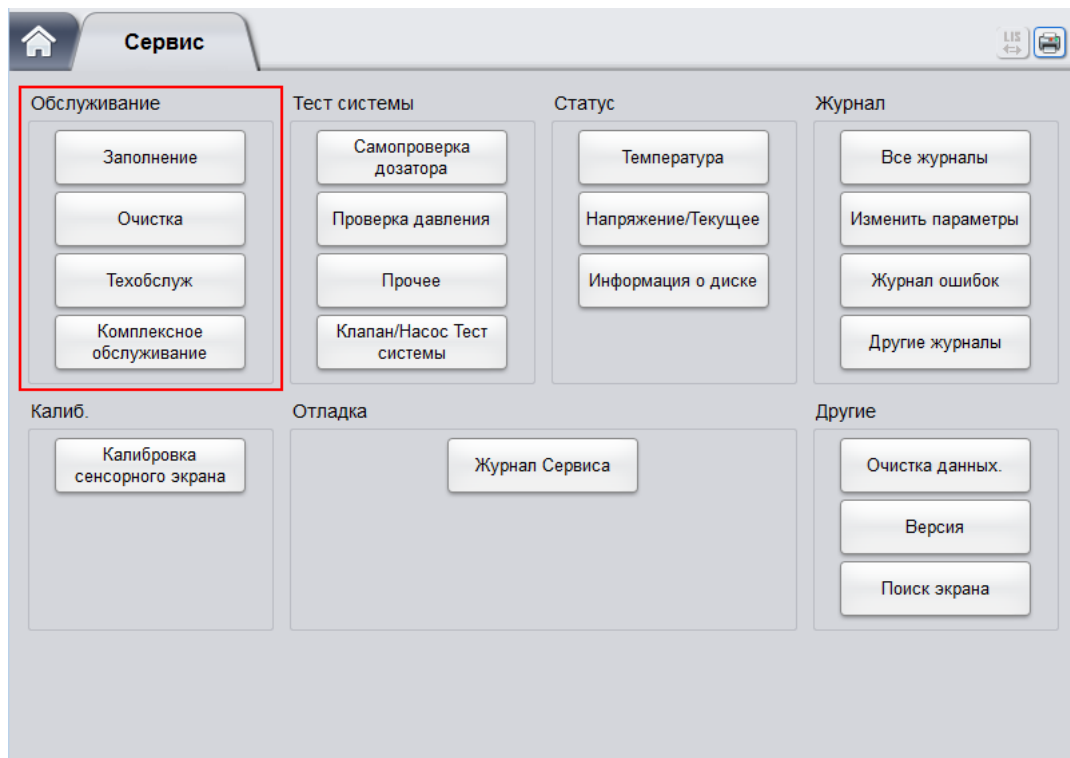 Сервис
LIS
Обслуживание
Заполнение
Очистка
Техобслуж
Комплексное
обслуживание
Тест системы
Самопроверка
дозатора
Проверка давления
Прочее
Клапан/Насос Тест
системы
Статус
Температура
Напряжение/Текущее
Информация о диске
Журнал
Все журналы
Изменить параметры
Журнал ошибок
Другие журналы
Калиб.
Калибровка
сенсорного экрана
Отладка
Журнал Сервиса
Другие
Очистка данных.
Версия
Поиск экрана